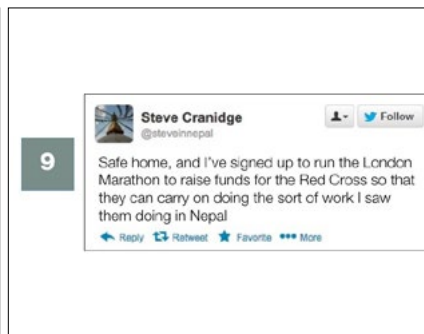 9
Steve Cranidge
@steveinnepal
Follow
Safe home, and I've signed up to run the London
Marathon to raise funds for the Red Cross so that
they can carry on doing the sort of work I saw
them doing in Nepal
Reply Retweet Favorite More